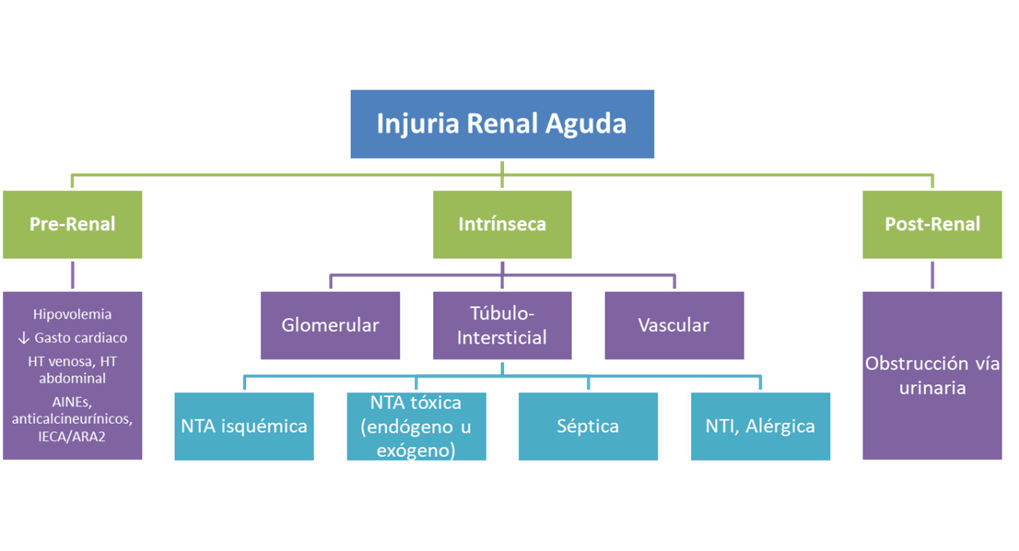 Injuria Renal Aguda
Pre-Renal
Intrínseca
Post-Renal
Hipovolemia
↓ Gasto cardiaco
HT venosa, HT
abdominal
AINEs,
anticalcineurínicos,
IECA/ARA2
Glomerular
Túbulo-
Intersticial
Vascular
Obstrucción vía
urinaria
NTA isquémica
NTA tóxica
(endógeno u
exógeno)
Séptica
NTI, Alérgica